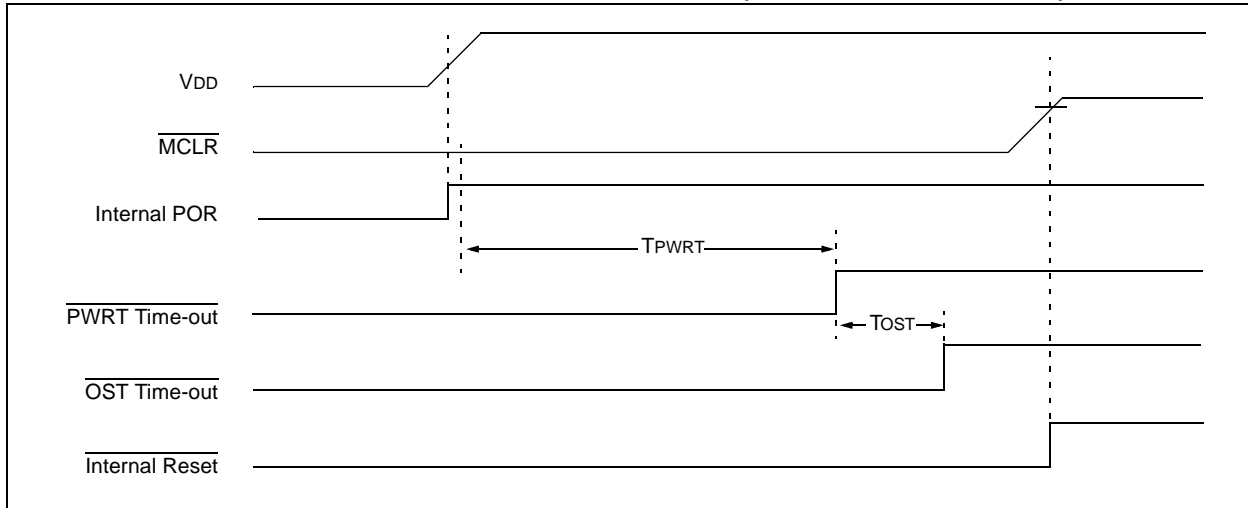 VDD
MCLR
Internal POR
TPWRT
PWRT Time-out
TOST
OST Time-out
Internal Reset